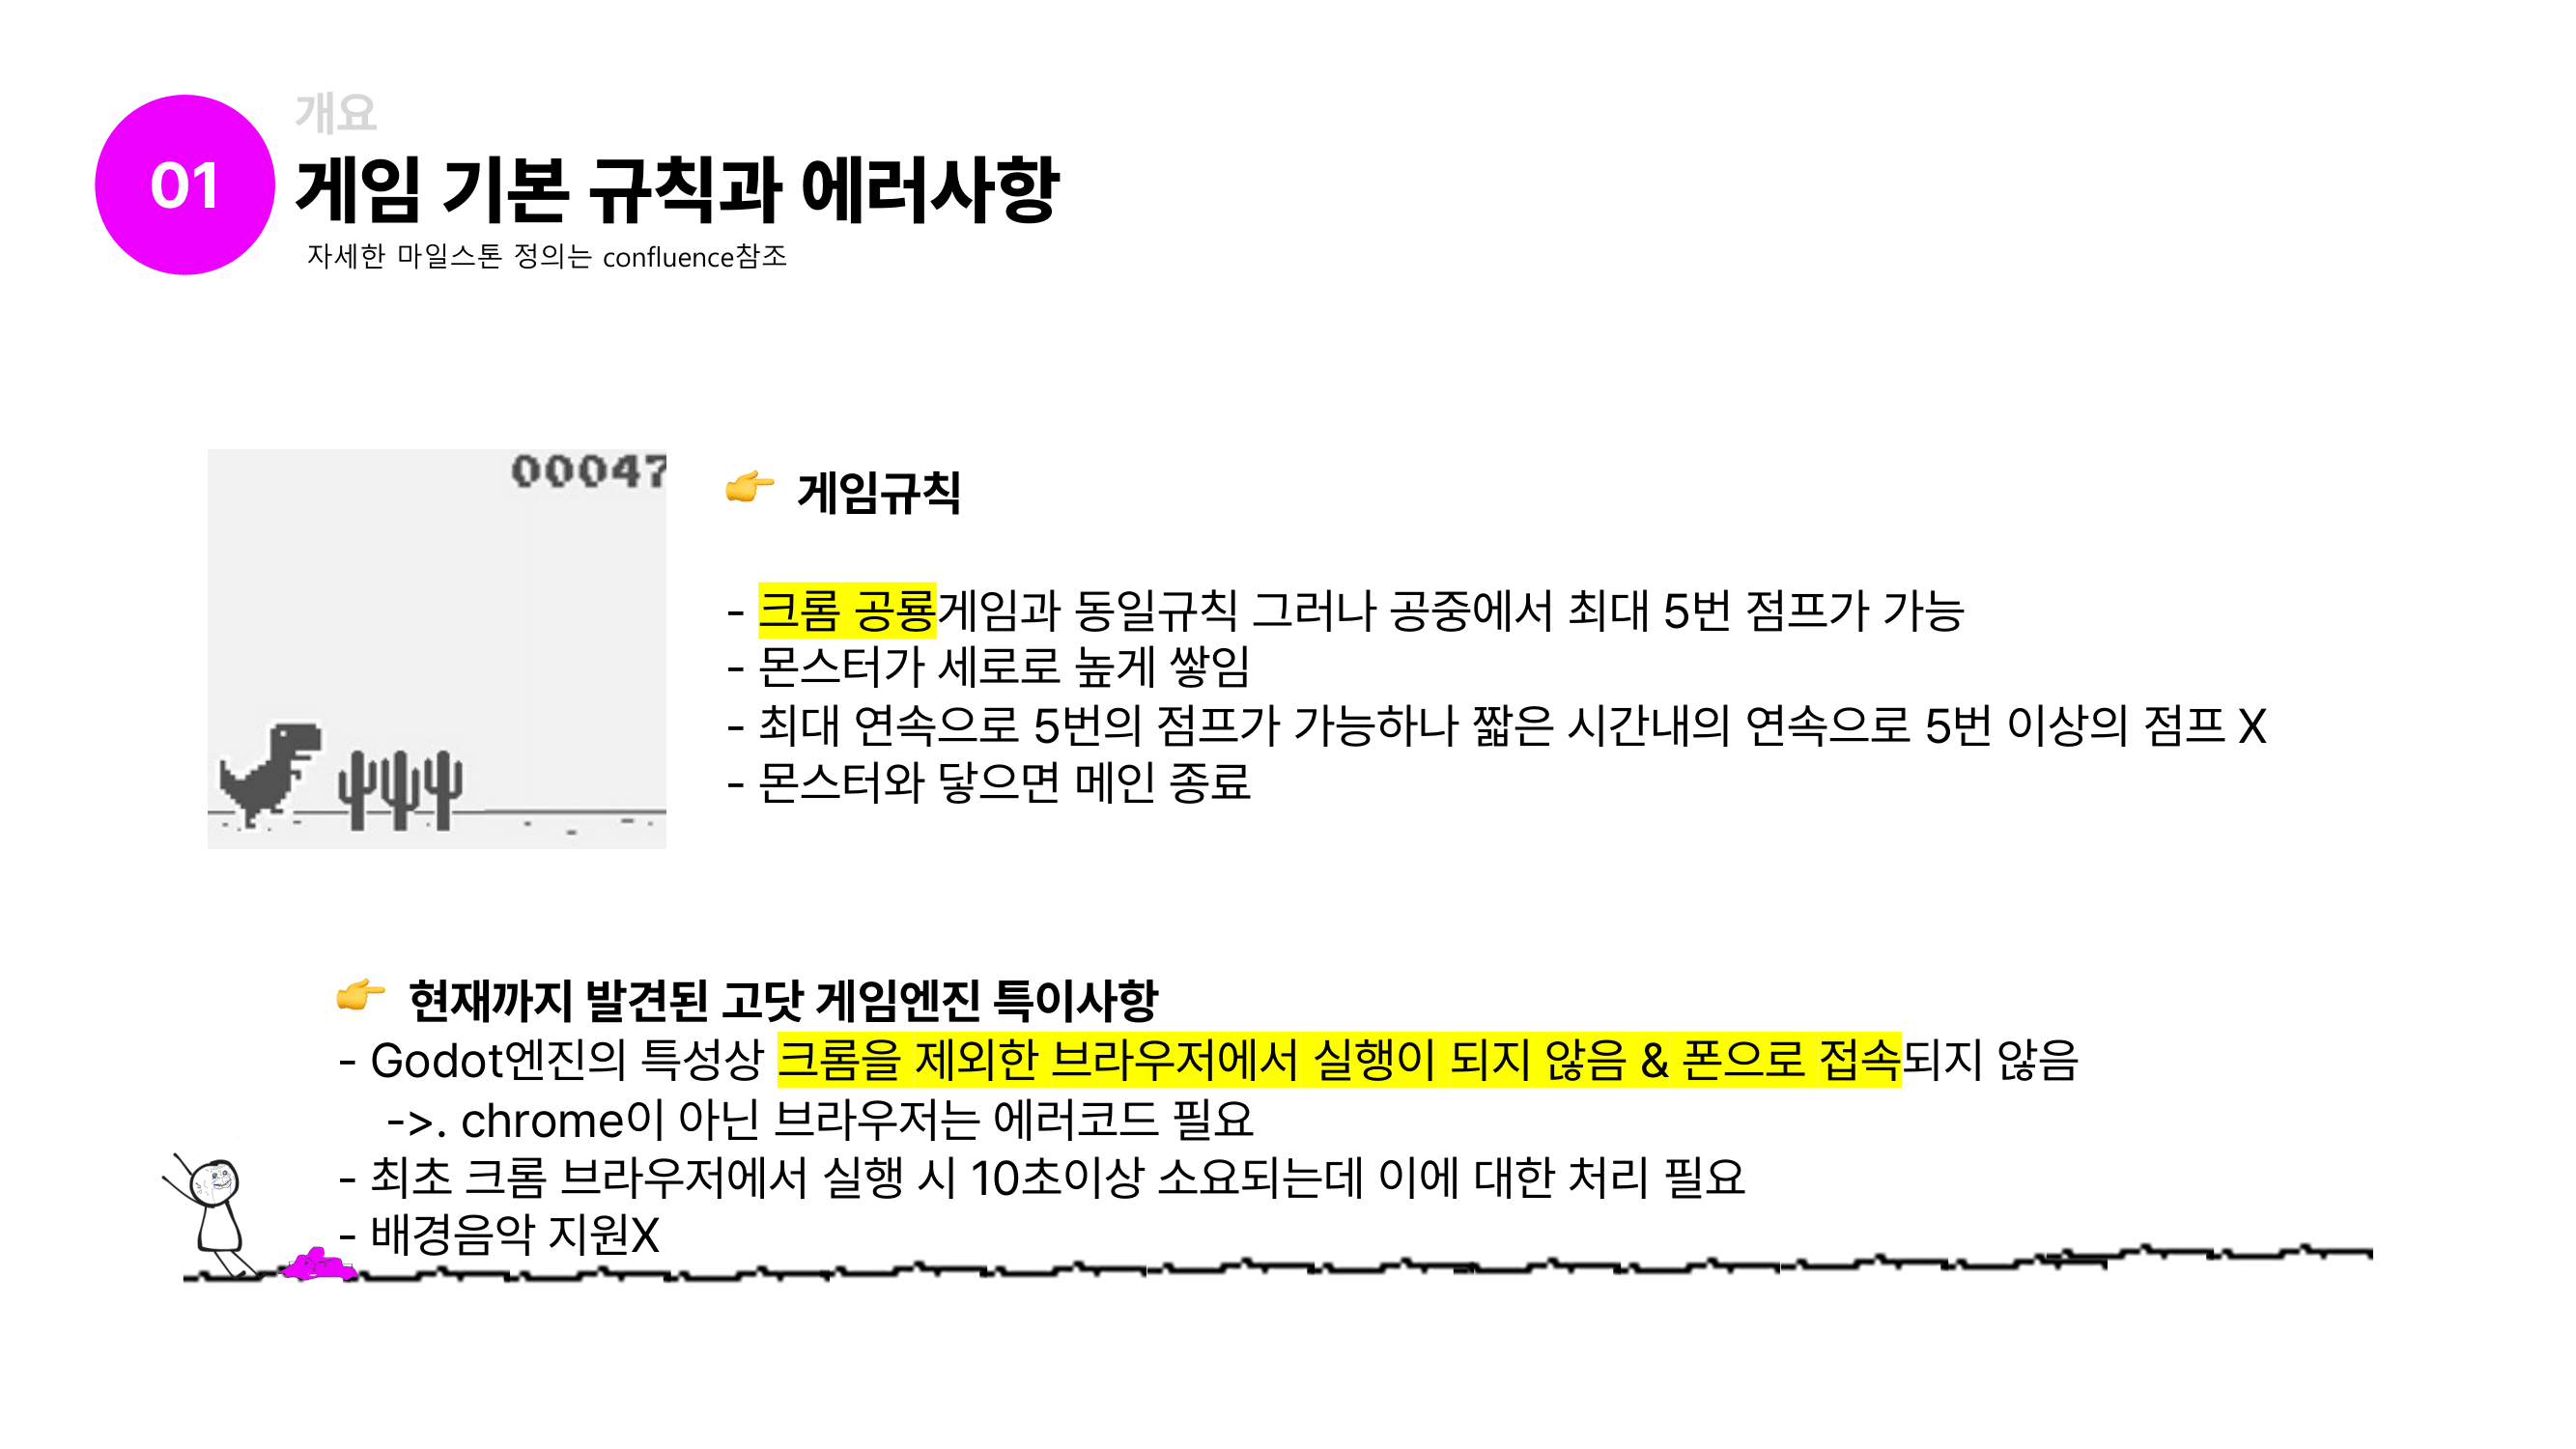 개요
01
게임 기본 규칙과 에러사항
자세한 마일스톤 정의는 confluence참조
00047
👉 게임규칙
- 크롬 공룡게임과 동일규칙 그러나 공중에서 최대 5번 점프가 가능
- 몬스터가 세로로 높게 쌓임
- 최대 연속으로 5번의 점프가 가능하나 짧은 시간내의 연속으로 5번 이상의 점프 X
- 몬스터와 닿으면 메인 종료
👉 현재까지 발견된 고닷 게임엔진 특이사항
- Godot엔진의 특성상 크롬을 제외한 브라우저에서 실행이 되지 않음 & 폰으로 접속되지 않음
->. chrome이 아닌 브라우저는 에러코드 필요
- 최초 크롬 브라우저에서 실행 시 10초이상 소요되는데 이에 대한 처리 필요
- 배경음악 지원X